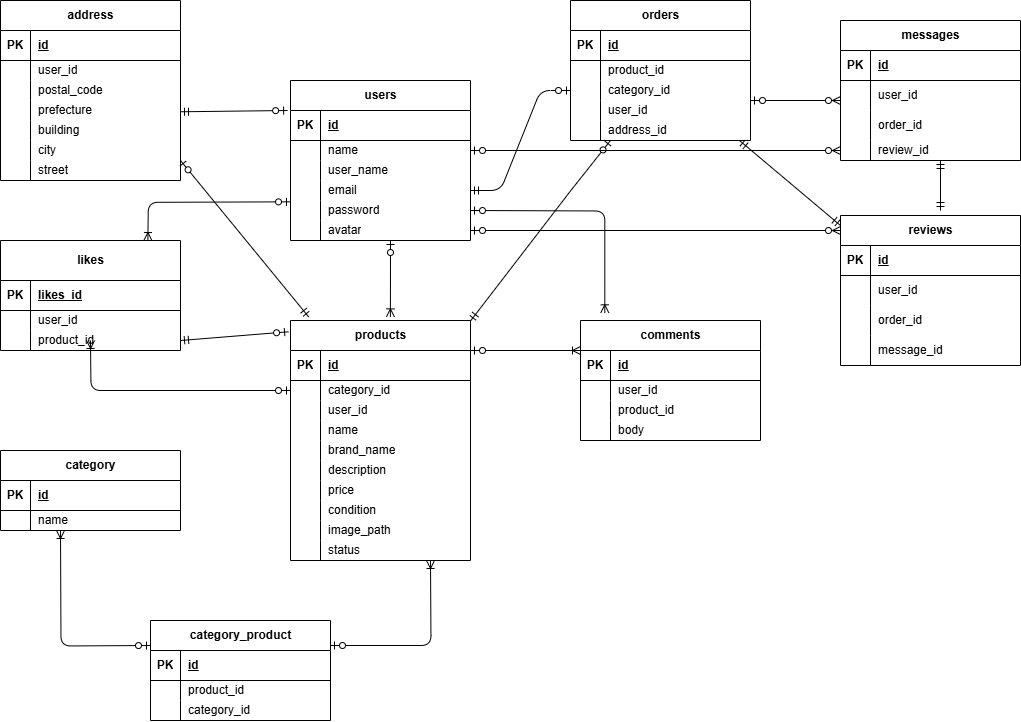 address
PK id
user_id
postal_code
prefecture
building
city
street
users
PK id
name
user_name
email
password
avatar
orders
PK id
product_id
category_id
user_id
address_id
messages
PK id
user_id
order_id
review_id
likes
PK likes_id
user_id
product_id
products
PK id
category_id
user_id
name
brand_name
description
price
condition
image_path
status
comments
PK id
user_id
product_id
body
reviews
PK id
user_id
order_id
message_id
category
PK id
name
category_product
PK id
product_id
category_id